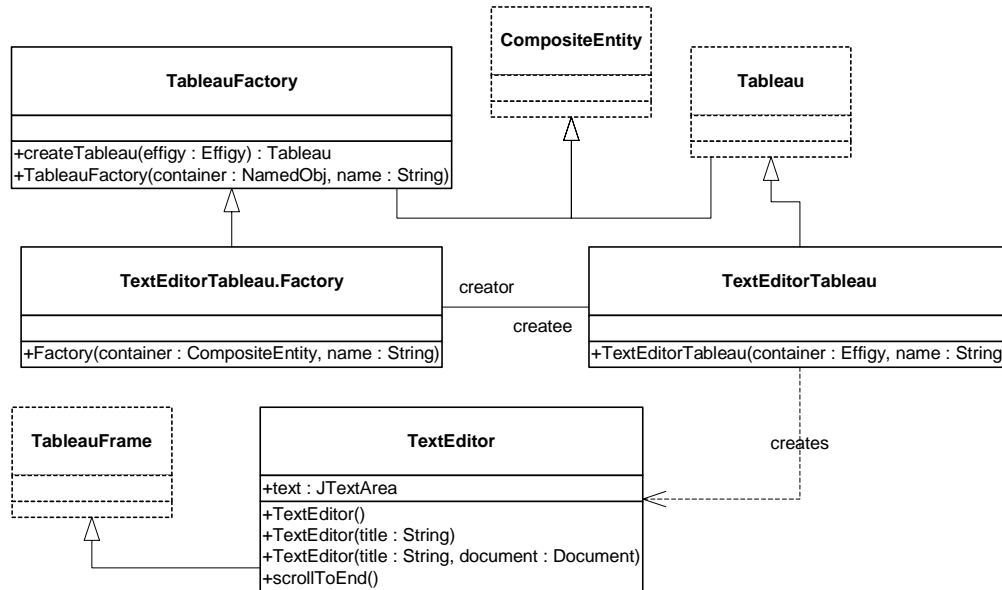 CompositeEntity
TableauFactory
Tableau
+createTableau(effigy : Effigy) : Tableau
+TableauFactory(container : NamedObj, name : String)
TextEditorTableau.Factory
TextEditorTableau
creator
createe
+Factory(container : CompositeEntity, name : String)
+TextEditorTableau(container : Effigy, name : String
TableauFrame
TextEditor
creates
+text : JTextArea
+TextEditor()
+TextEditor(title : String)
+TextEditor(title : String, document : Document)
+scrollToEnd()